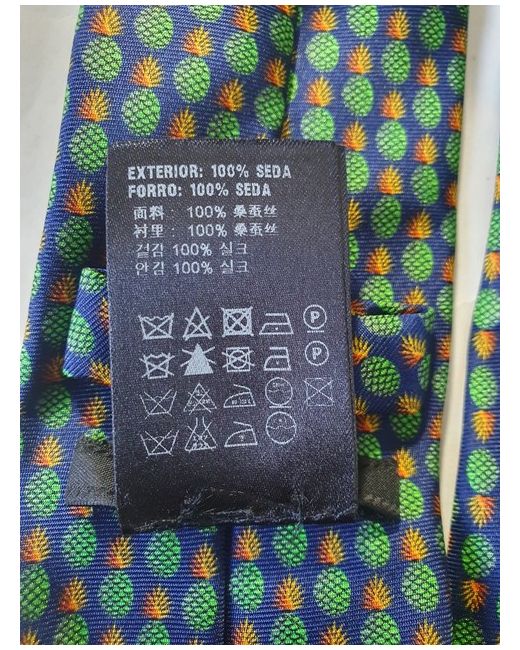 EXTERIOR: 100% SEDA
FORRO: 100% SEDA
面料: 100% 桑蚕丝
衬里: 100% 桑蚕丝
겉감 100% 실크
안감 100% 실크
P
P